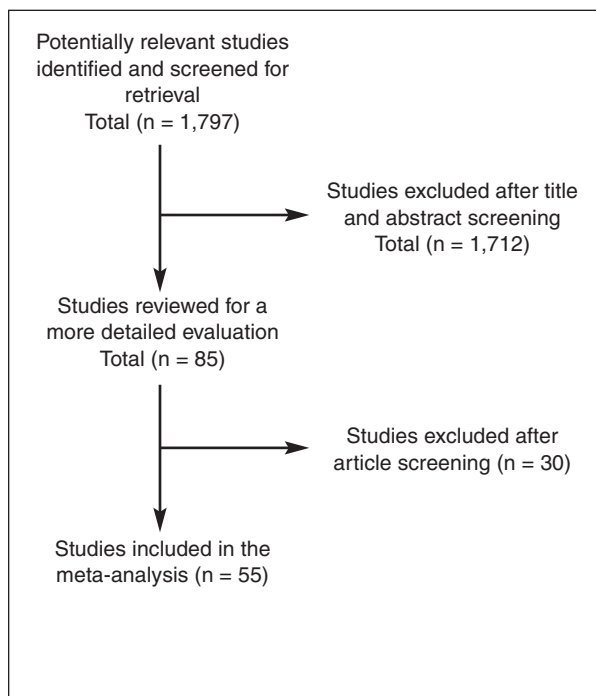 Potentially relevant studies
identified and screened for
retrieval
Total (n = 1,797)
Studies excluded after title
and abstract screening
Total (n = 1,712)
Studies reviewed for a
more detailed evaluation
Total (n = 85)
Studies excluded after
article screening (n = 30)
Studies included in the
meta-analysis (n = 55)